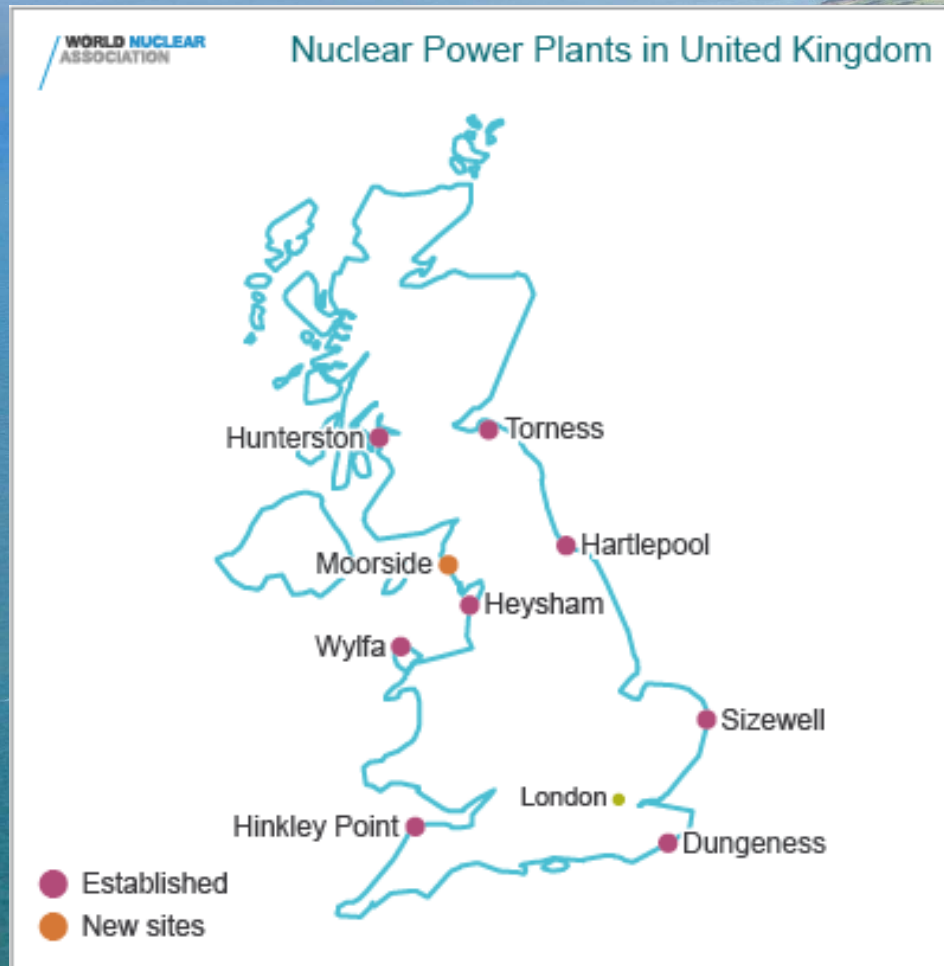 WORLD NUCLEAR
ASSOCIATION
Nuclear Power Plants in United Kingdom
Torness
Hunterston
Hartlepool
Moorside
Heysham
Wylfa
Sizewell
London
Hinkley Point
Dungeness
Established
New sites